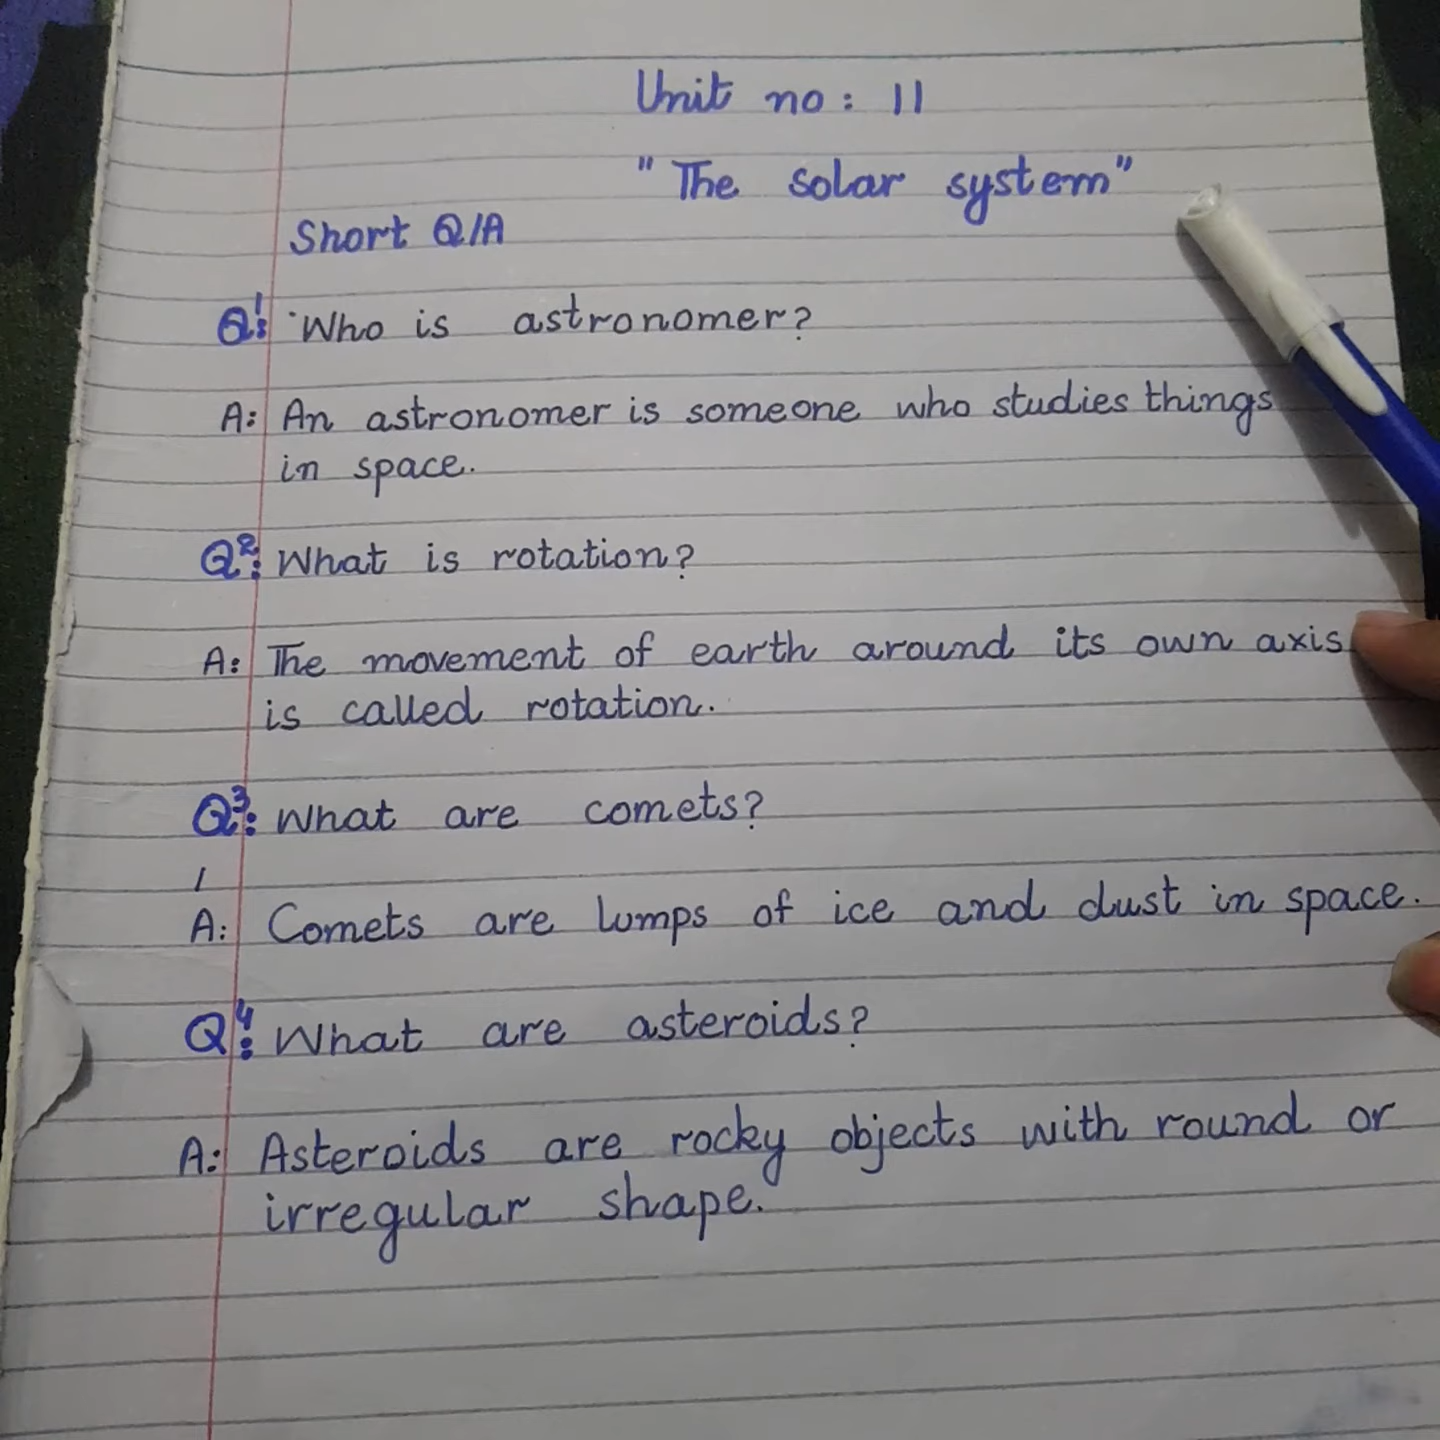 Unit no: 11
"The solar system"
Short Q/A
Q1: Who is astronomer?
A: An astronomer is someone who studies things
in space.
Q2: What is rotation?
A: The movement of earth around its own axis
is called rotation.
Q3: What are comets?
A: Comets are lumps of ice and dust in space.
Q4: What are asteroids?
A: Asteroids are rocky objects with round or
irregular shape.